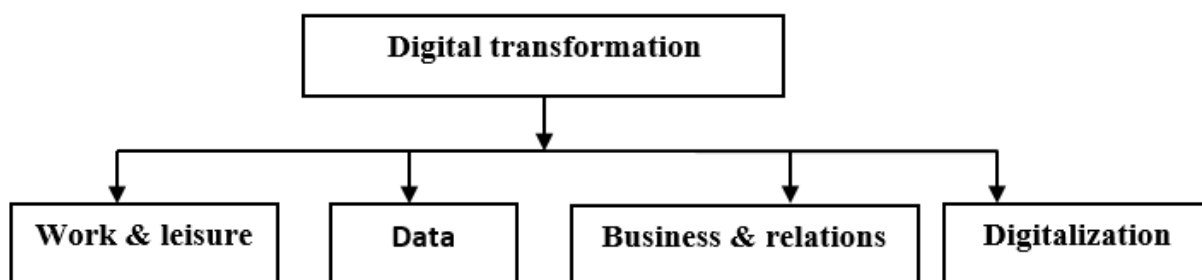 Digital transformation
Work & leisure
Data
Business & relations
Digitalization